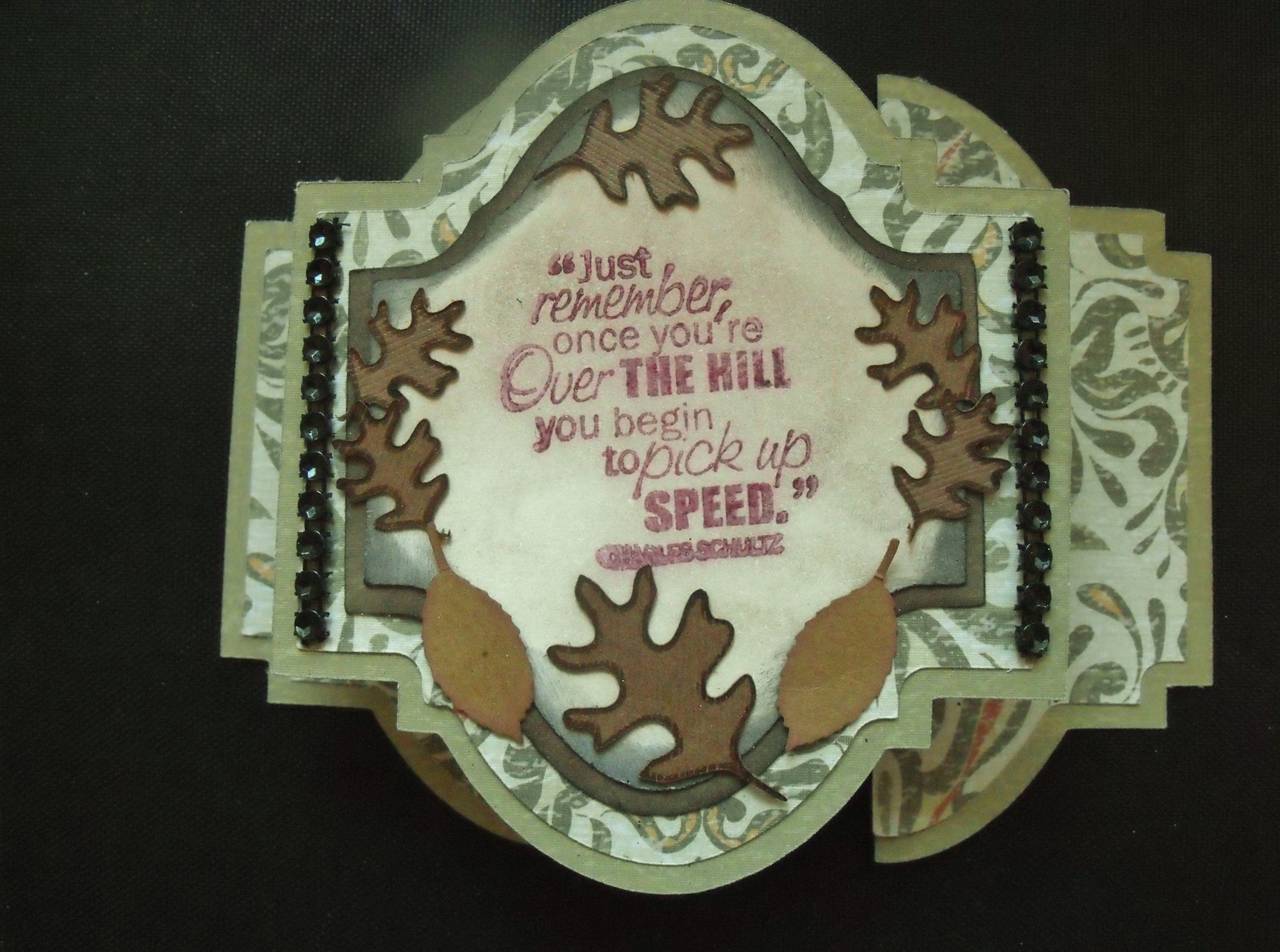 “Just
remember,
once you're
Over THE HILL
you begin
to pick up
SPEED.”
CHARLES SCHULTZ